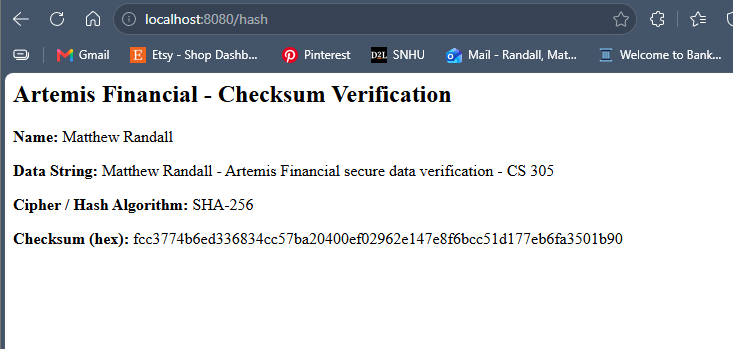 localhost:8080/hash
Gmail Etsy - Shop Dashb... Pinterest D2L SNHU Mail - Randall, Mat... Welcome to Bank...
Artemis Financial - Checksum Verification
Name: Matthew Randall
Data String: Matthew Randall - Artemis Financial secure data verification - CS 305
Cipher / Hash Algorithm: SHA-256
Checksum (hex): fcc3774b6ed336834cc57ba20400ef02962e147e8f6bcc51d177eb6fa3501b90